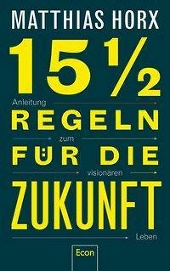 MATTHIAS HORX
15 ½
Anleitung
REGELN
zum
FÜR DIE
visionären
ZUKUNFT
Leben
Econ